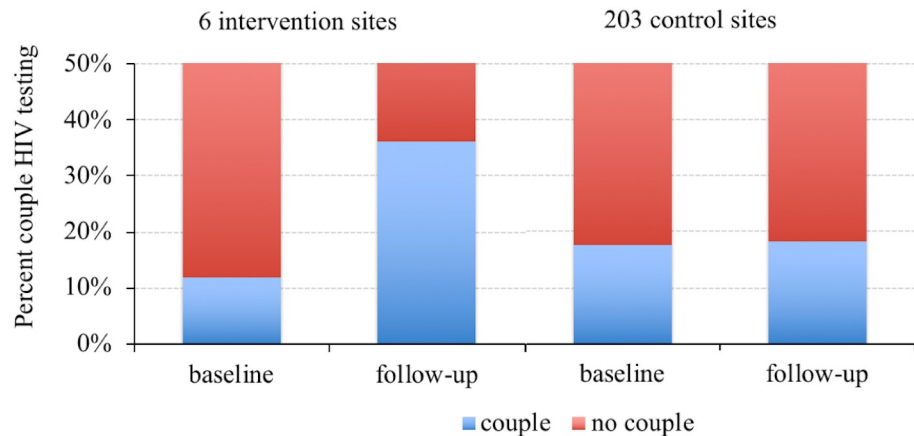 6 intervention sites
203 control sites
Percent couple HIV testing
50%
40%
30%
20%
10%
0%
baseline
follow-up
baseline
follow-up
couple
no couple